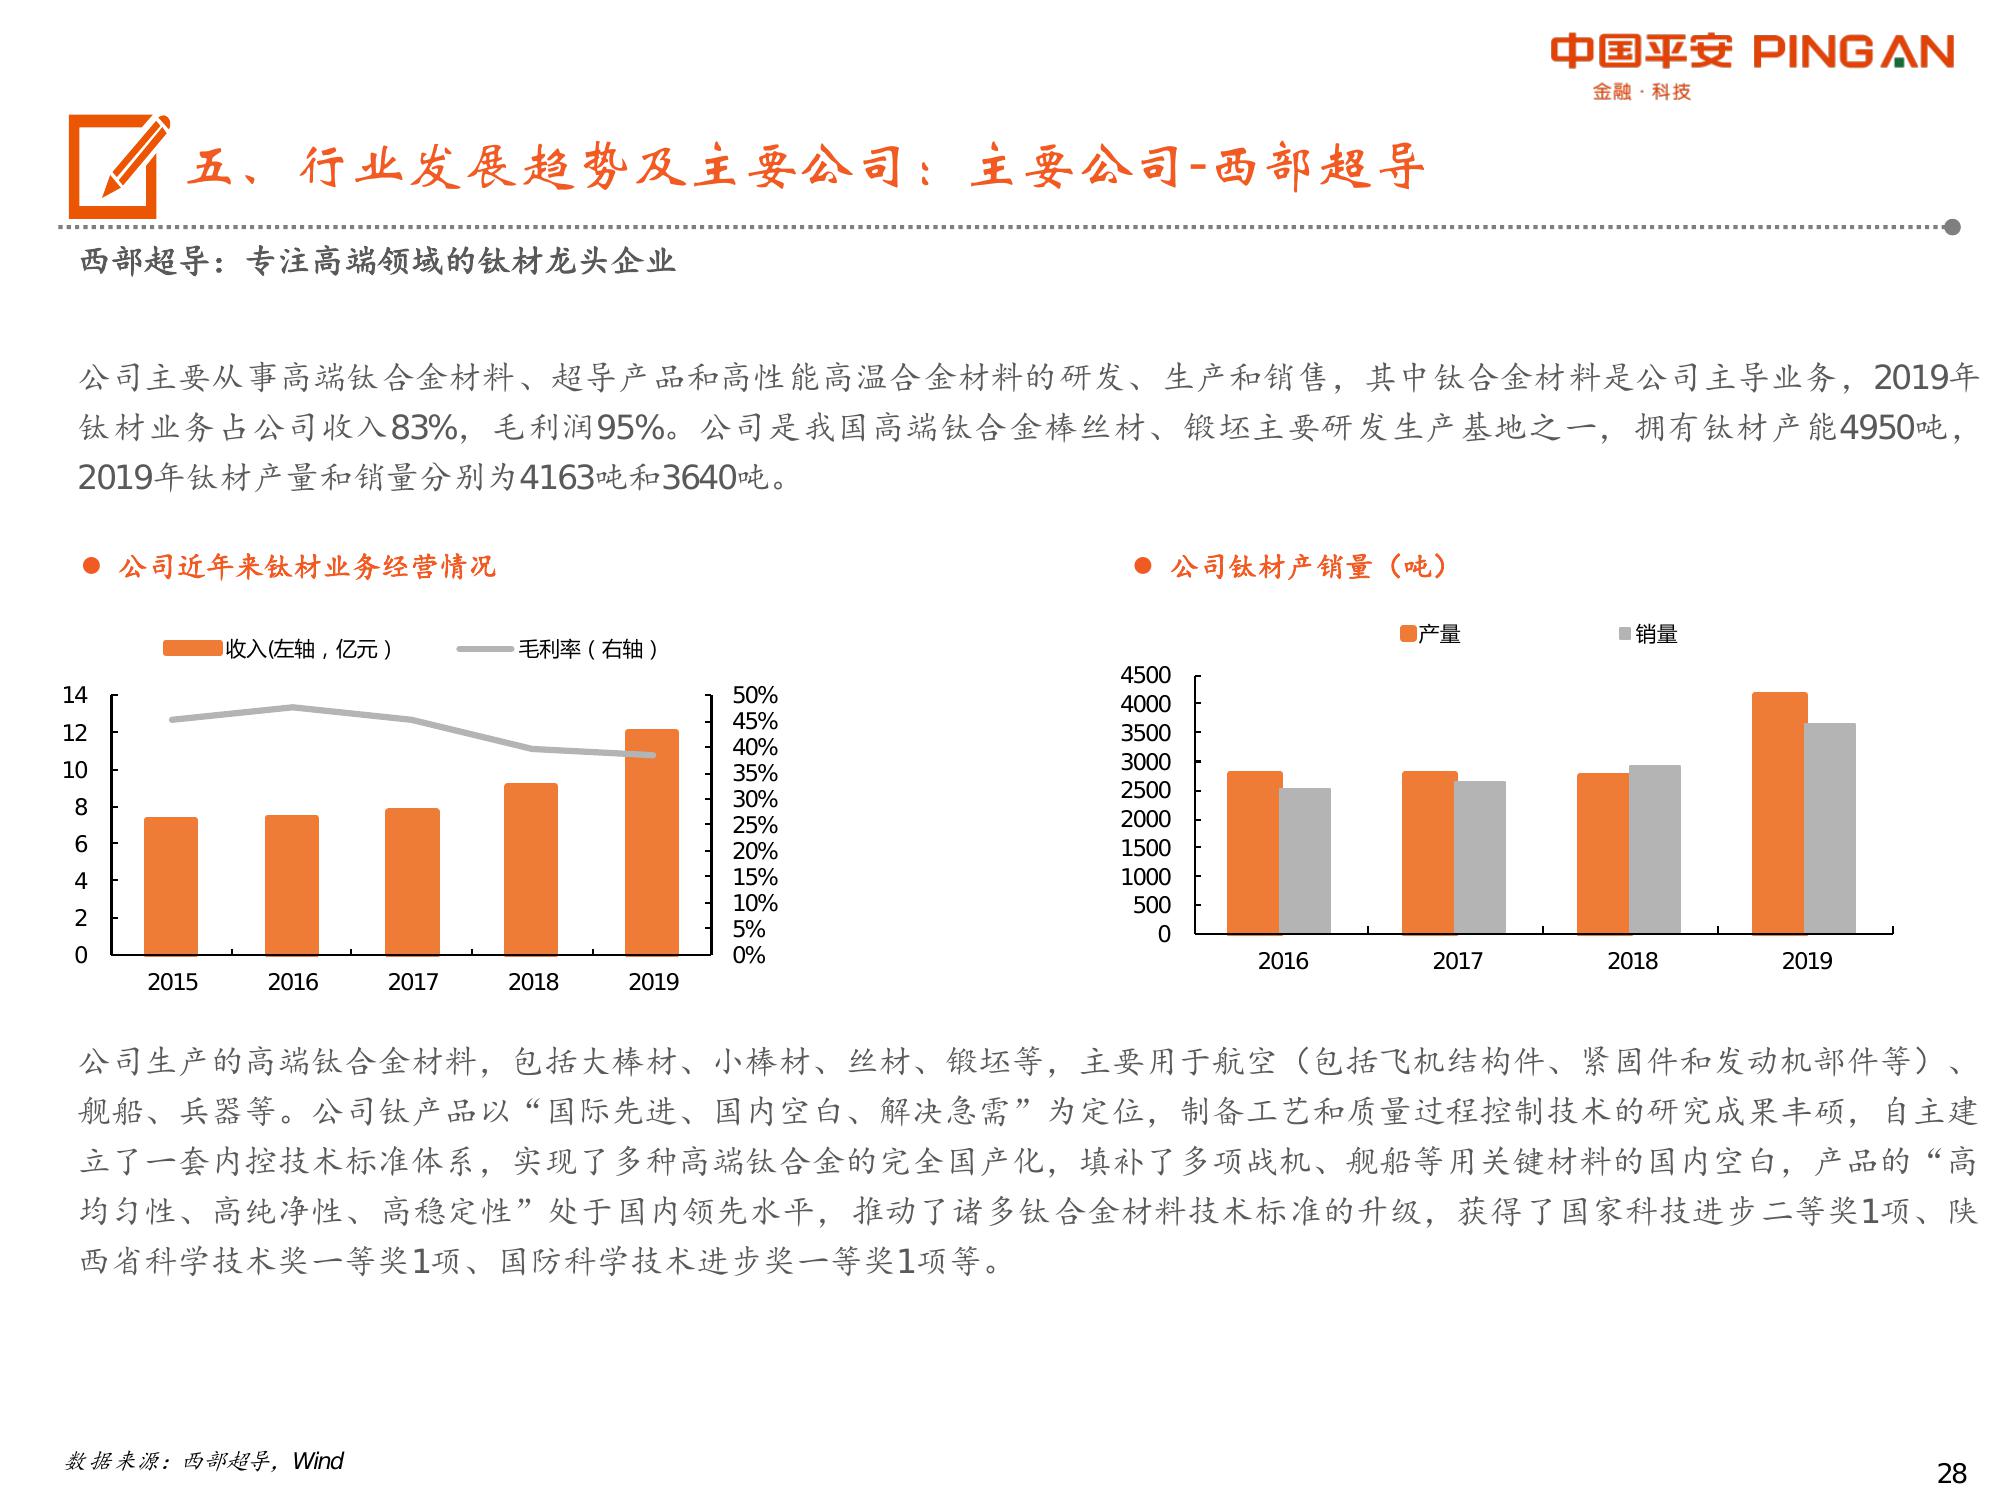 中国平安 PING AN
金融·科技
五、行业发展趋势及主要公司：主要公司-西部超导
西部超导：专注高端领域的钛材龙头企业
公司主要从事高端钛合金材料、超导产品和高性能高温合金材料的研发、生产和销售，其中钛合金材料是公司主导业务，2019年
钛材业务占公司收入83%，毛利润95%。公司是我国高端钛合金棒丝材、锻坯主要研发生产基地之一，拥有钛材产能4950吨，
2019年钛材产量和销量分别为4163吨和3640吨。
公司近年来钛材业务经营情况
收入(左轴，亿元） 毛利率（右轴）
14 50%
45%
12
40%
10
35%
8 30%
25%
6
20%
4 15%
10%
2
5%
0 0%
2015 2016 2017 2018 2019
公司钛材产销量（吨）
产量 销量
4500
4000
3500
3000
2500
2000
1500
1000
500
0
2016 2017 2018 2019
公司生产的高端钛合金材料，包括大棒材、小棒材、丝材、锻坯等，主要用于航空（包括飞机结构件、紧固件和发动机部件等）、
舰船、兵器等。公司钛产品以“国际先进、国内空白、解决急需”为定位，制备工艺和质量过程控制技术的研究成果丰硕，自主建
立了一套内控技术标准体系，实现了多种高端钛合金的完全国产化，填补了多项战机、舰船等用关键材料的国内空白，产品的“高
均匀性、高纯净性、高稳定性”处于国内领先水平，推动了诸多钛合金材料技术标准的升级，获得了国家科技进步二等奖1项、陕
西省科学技术奖一等奖1项、国防科学技术进步奖一等奖1项等。
数据来源：西部超导，Wind
28